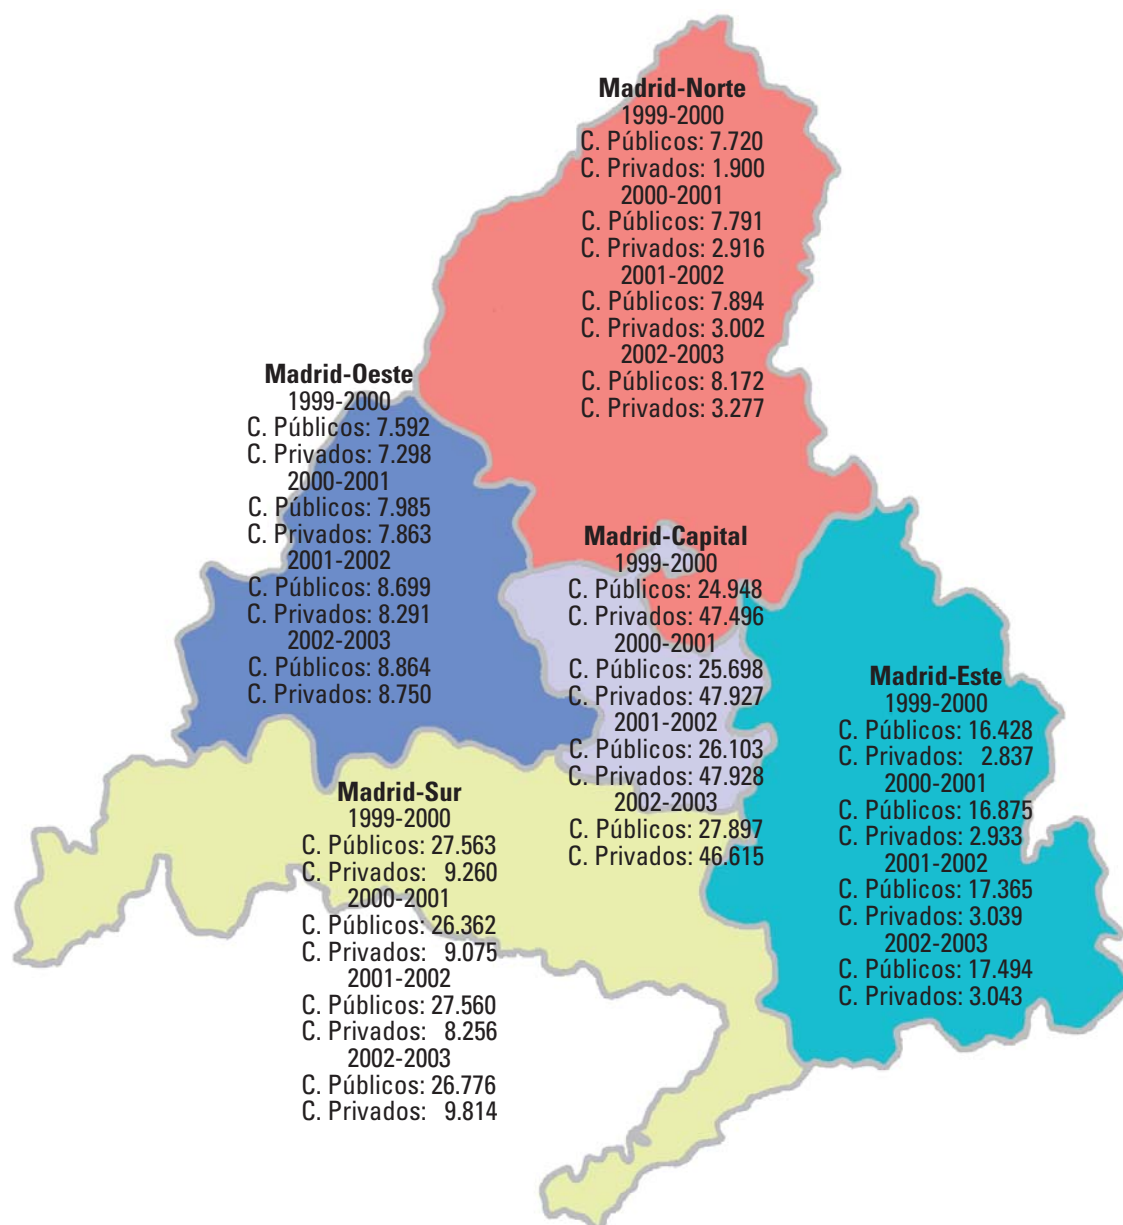 Madrid-Norte
1999-2000
C. Públicos: 7.720
C. Privados: 1.900
2000-2001
C. Públicos: 7.791
C. Privados: 2.916
2001-2002
C. Públicos: 7.894
C. Privados: 3.002
2002-2003
C. Públicos: 8.172
C. Privados: 3.277
Madrid-Oeste
1999-2000
C. Públicos: 7.592
C. Privados: 7.298
2000-2001
C. Públicos: 7.985
C. Privados: 7.863
2001-2002
C. Públicos: 8.699
C. Privados: 8.291
2002-2003
C. Públicos: 8.864
C. Privados: 8.750
Madrid-Capital
1999-2000
C. Públicos: 24.948
C. Privados: 47.496
2000-2001
C. Públicos: 25.698
C. Privados: 47.927
2001-2002
C. Públicos: 26.103
C. Privados: 47.928
2002-2003
C. Públicos: 27.897
C. Privados: 46.615
Madrid-Este
1999-2000
C. Públicos: 16.428
C. Privados: 2.837
2000-2001
C. Públicos: 16.875
C. Privados: 2.933
2001-2002
C. Públicos: 17.365
C. Privados: 3.039
2002-2003
C. Públicos: 17.494
C. Privados: 3.043
Madrid-Sur
1999-2000
C. Públicos: 27.563
C. Privados: 9.260
2000-2001
C. Públicos: 26.362
C. Privados: 9.075
2001-2002
C. Públicos: 27.560
C. Privados: 8.256
2002-2003
C. Públicos: 26.776
C. Privados: 9.814